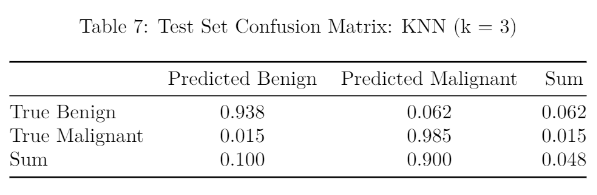 Table 7: Test Set Confusion Matrix: KNN (k = 3)
Predicted Benign Predicted Malignant Sum
True Benign 0.938 0.062 0.062
True Malignant 0.015 0.985 0.015
Sum 0.100 0.900 0.048